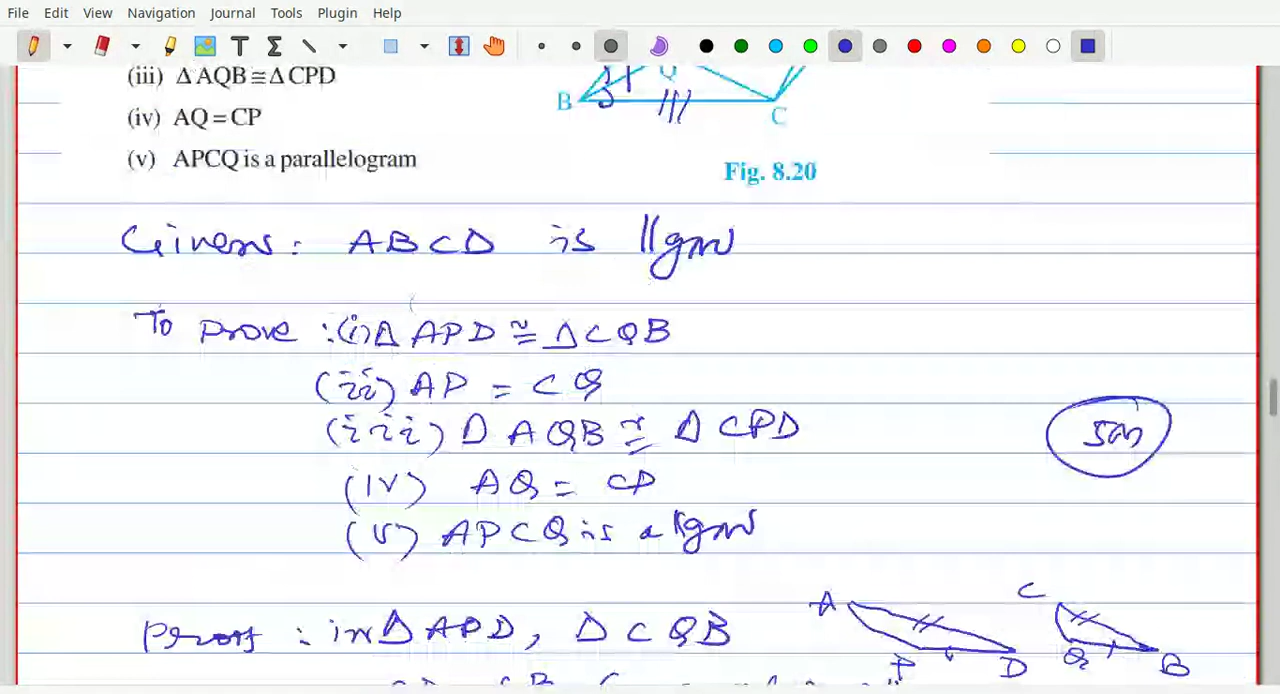 File Edit View Navigation Journal Tools Plugin Help
T Σ
(iii) Δ AQB ≅ Δ CPD
Q
B C
(iv) AQ = CP
(v) APCQ is a parallelogram
Fig. 8.20
Given : ABCD is ||gm
To prove : (i) Δ APD ≅ Δ CQB
(ii) AP = CQ
(iii) Δ AQB ≅ Δ CPD
5m
(iv) AQ = CP
(v) APCQ is a ||gm
A C
Proof : in Δ APD, Δ CQB
P D Q B